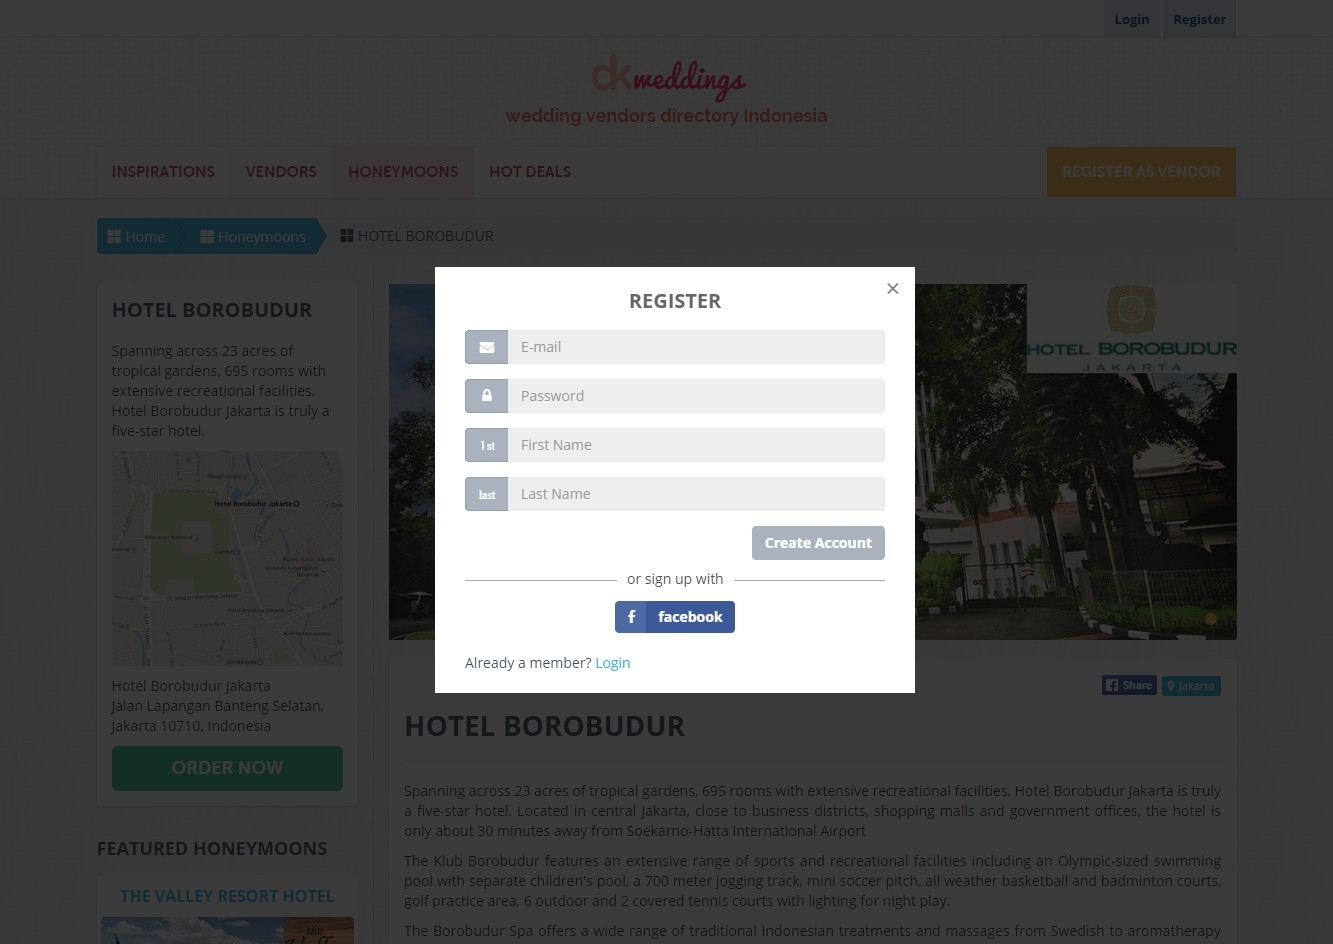 Login Register
dkweddings
wedding vendors directory Indonesia
INSPIRATIONS VENDORS HONEYMOONS HOT DEALS REGISTER AS VENDOR
Home Honeymoons HOTEL BOROBUDUR
HOTEL BOROBUDUR
Spanning across 23 acres of
tropical gardens, 695 rooms with
extensive recreational facilities,
Hotel Borobudur Jakarta is truly a
five-star hotel.
Hotel Borobudur Jakarta
Hotel Borobudur Jakarta
Jalan Lapangan Banteng Selatan,
Jakarta 10710, Indonesia
ORDER NOW
FEATURED HONEYMOONS
THE VALLEY RESORT HOTEL
the
REGISTER
×
E-mail
Password
1st First Name
last Last Name
Create Account
or sign up with
f facebook
Already a member? Login
HOTEL BOROBUDUR
JAKARTA
Share Jakarta
HOTEL BOROBUDUR
Spanning across 23 acres of tropical gardens, 695 rooms with extensive recreational facilities, Hotel Borobudur Jakarta is truly
a five-star hotel. Located in central Jakarta, close to business districts, shopping malls and government offices, the hotel is
only about 30 minutes away from Soekarno-Hatta International Airport
The Klub Borobudur features an extensive range of sports and recreational facilities including an Olympic-sized swimming
pool with separate children's pool, a 700 meter jogging track, mini soccer pitch, all weather basketball and badminton courts,
golf practice area, 6 outdoor and 2 covered tennis courts with lighting for night play.
The Borobudur Spa offers a wide range of traditional Indonesian treatments and massages from Swedish to aromatherapy